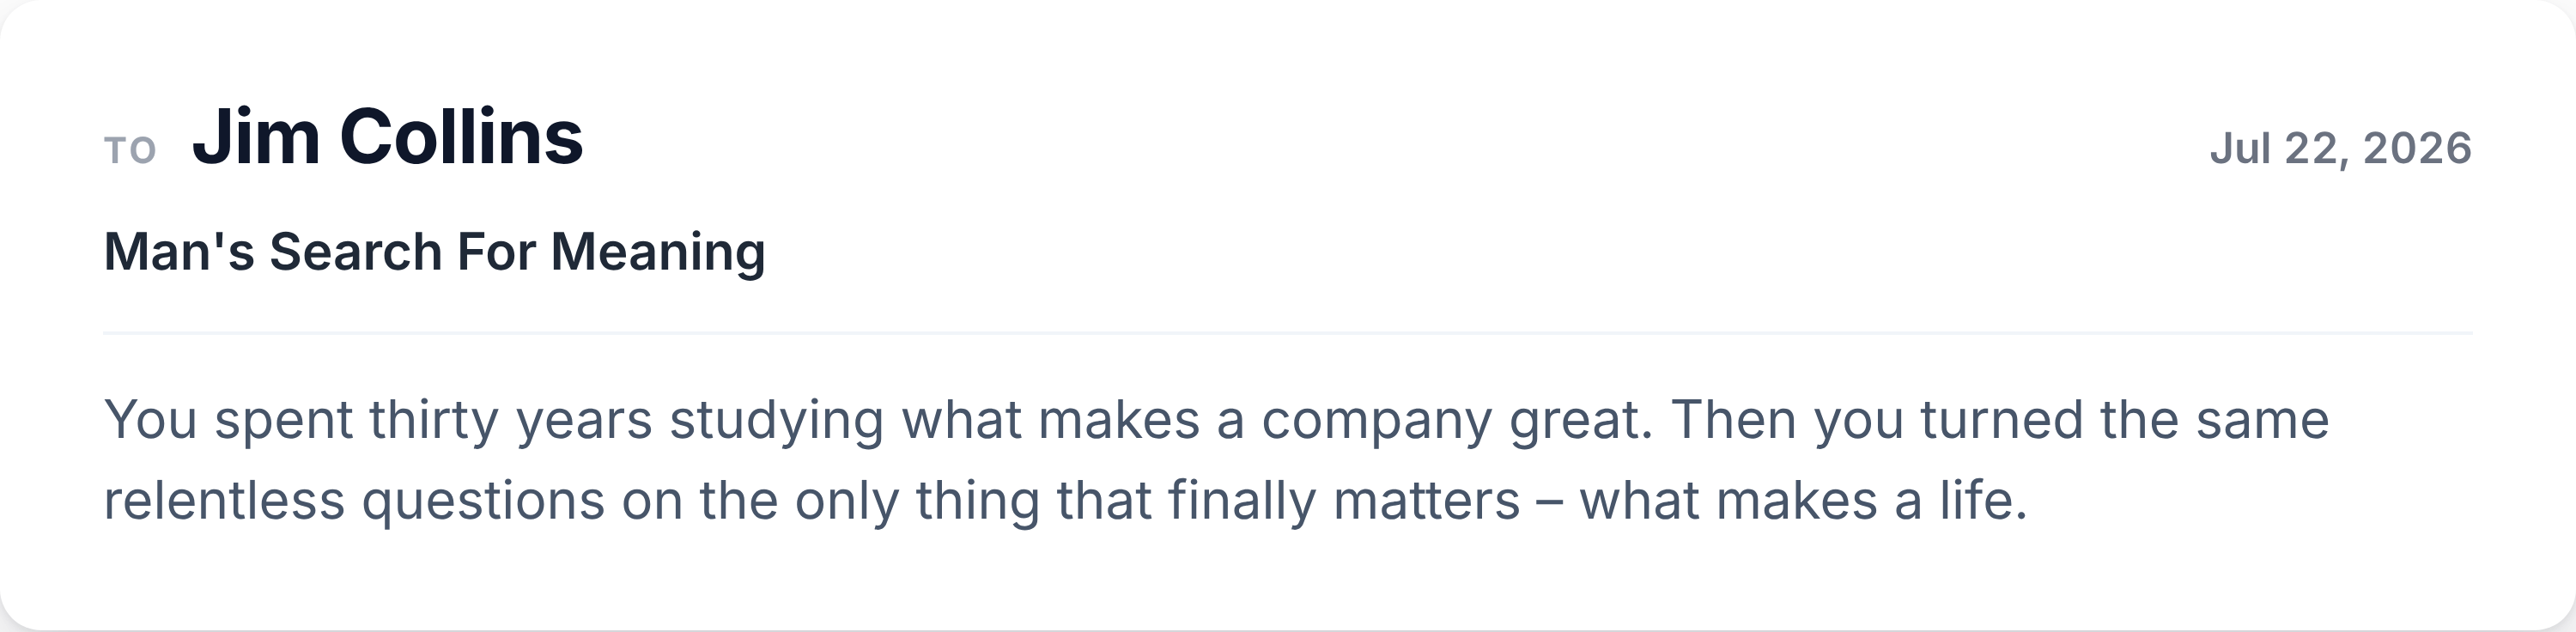 TO Jim Collins Jul 22, 2026
Man's Search For Meaning
You spent thirty years studying what makes a company great. Then you turned the same
relentless questions on the only thing that finally matters – what makes a life.